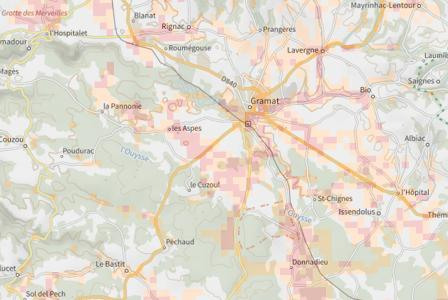 Mayrinhac-Lentour
Grotte des Merveilles
Blanat
Rignac
Prangères
l'Hospitalet
Roumégouse
Lavergne
D840
Saignes
Bio
Gramat
la Pannonie
les Aspes
Albiac
l'Ouysse
Poudurac
le Cuzoul
St-Chignes
l'Hôpital
Issendolus
l'Ouysse
Péchaud
Le Bastit
Donnadieu
Sol del Pech